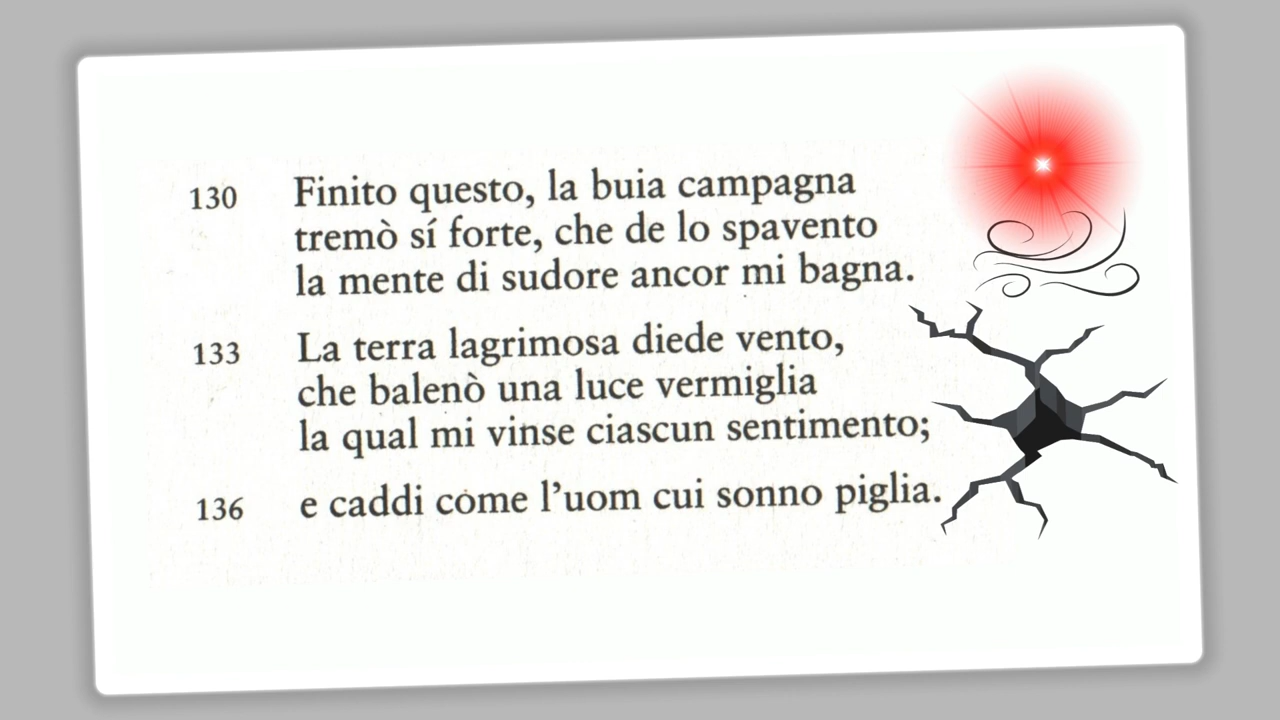 130 Finito questo, la buia campagna
tremò sí forte, che de lo spavento
la mente di sudore ancor mi bagna.
133 La terra lagrimosa diede vento,
che balenò una luce vermiglia
la qual mi vinse ciascun sentimento;
136 e caddi come l’uom cui sonno piglia.